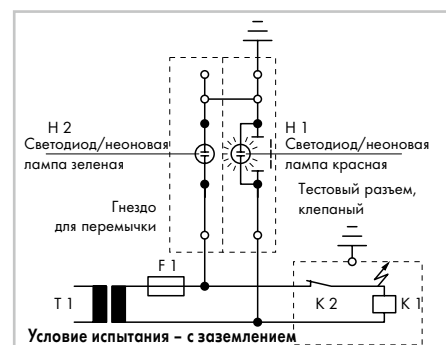 H 2
Светодиод/неоновая
лампа зеленая
H 1
Светодиод/неоновая
лампа красная
Тестовый разъем,
клепаный
Гнездо
для перемычки
F 1
T 1
K 2
K 1
Условие испытания – с заземлением